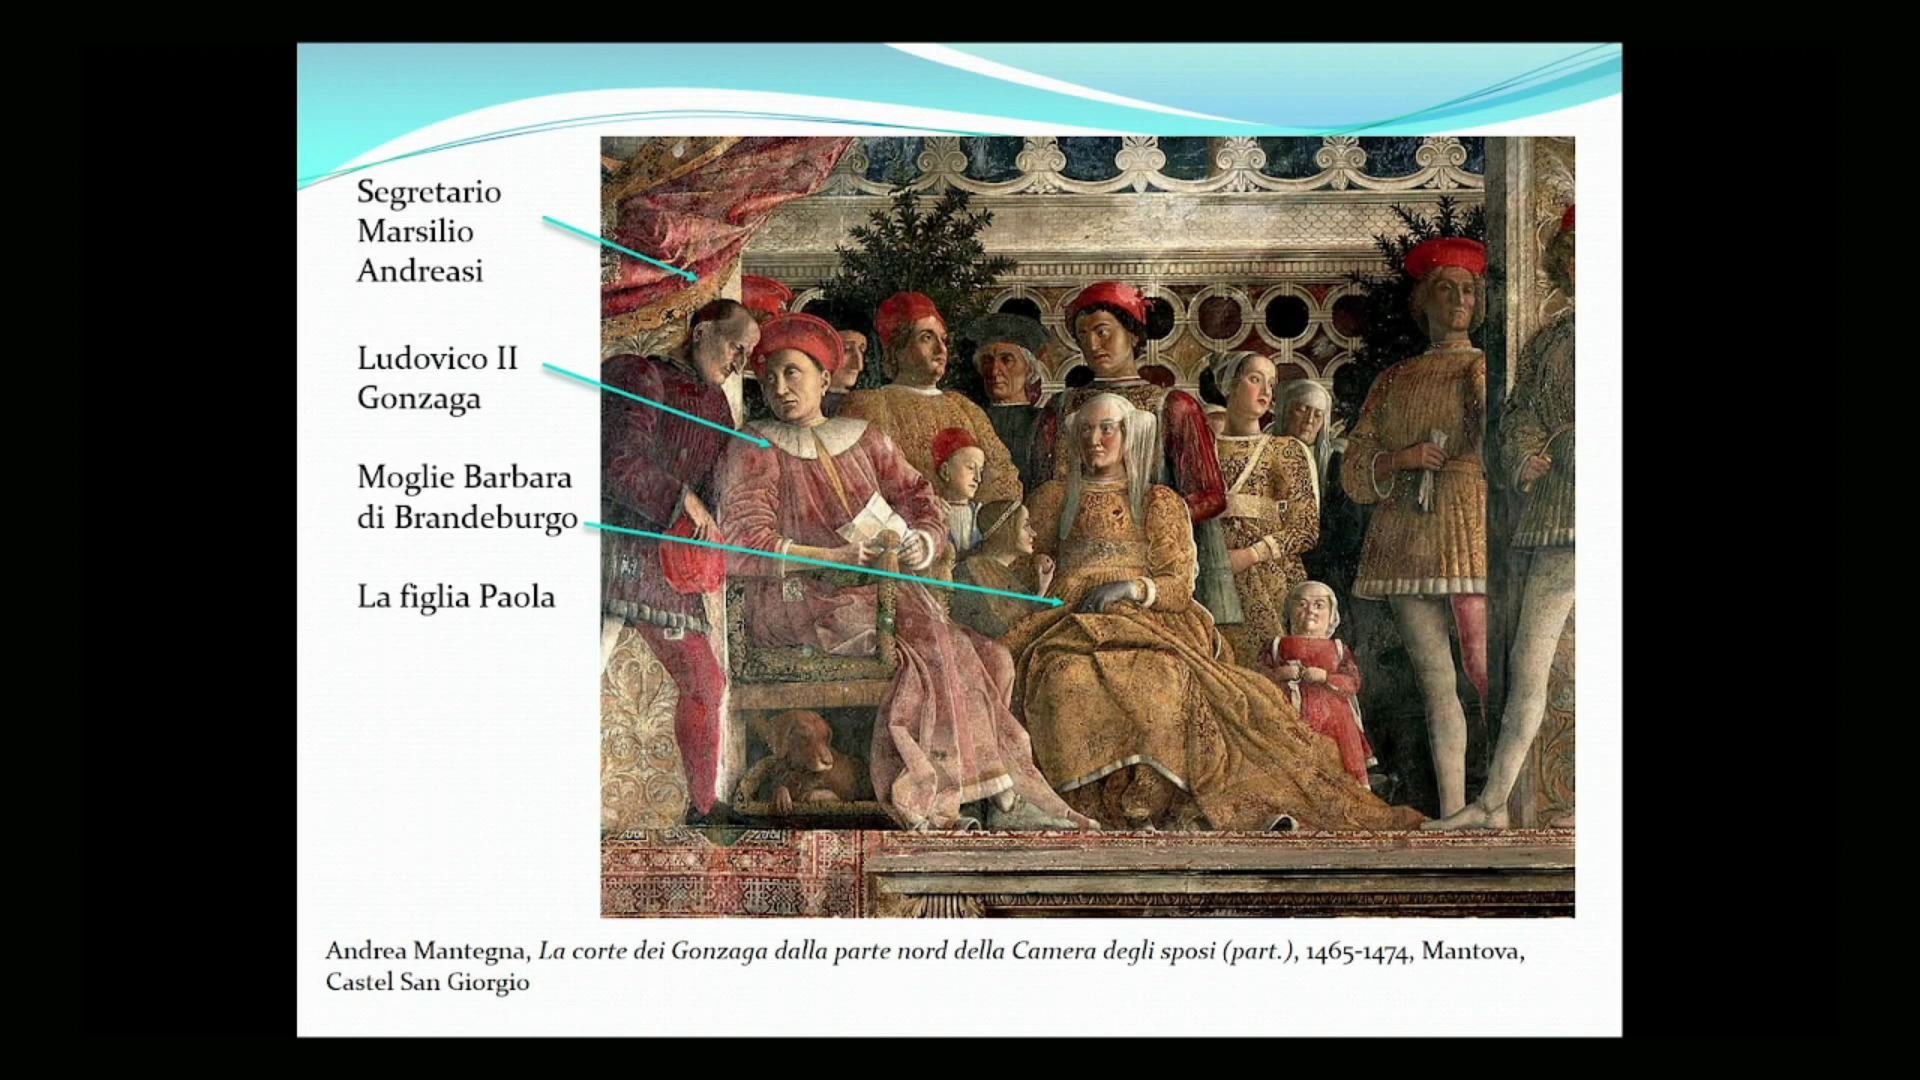 Segretario
Marsilio
Andreasi
Ludovico II
Gonzaga
Moglie Barbara
di Brandeburgo
La figlia Paola
Andrea Mantegna, La corte dei Gonzaga dalla parte nord della Camera degli sposi (part.), 1465-1474, Mantova,
Castel San Giorgio